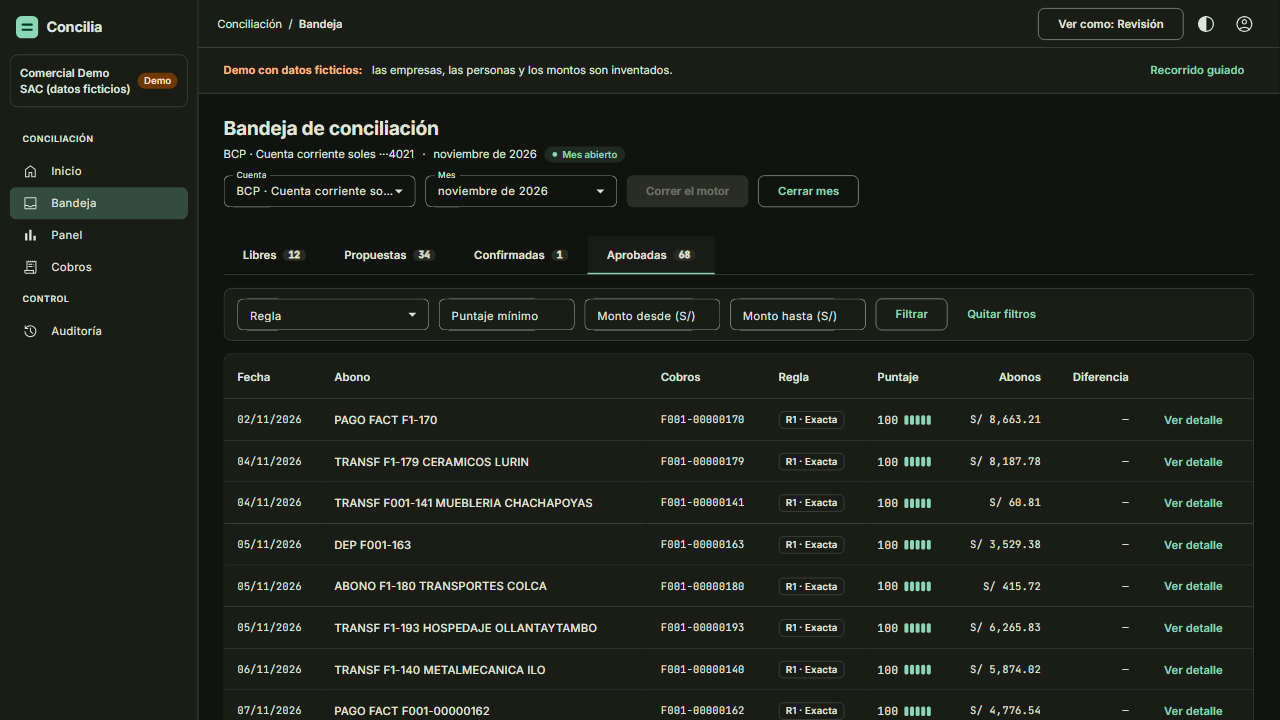 Concilia
Comercial Demo
SAC (datos ficticios)
Demo
CONCILIACIÓN
Inicio
Bandeja
Panel
Cobros
CONTROL
Auditoría
Conciliación / Bandeja
Ver como: Revisión
Demo con datos ficticios: las empresas, las personas y los montos son inventados.
Recorrido guiado
Bandeja de conciliación
BCP · Cuenta corriente soles ···4021 · noviembre de 2026 Mes abierto
Cuenta
BCP · Cuenta corriente so...
Mes
noviembre de 2026
Correr el motor
Cerrar mes
Libres 12 Propuestas 34 Confirmadas 1 Aprobadas 68
Regla Puntaje mínimo Monto desde (S/) Monto hasta (S/) Filtrar Quitar filtros
Fecha Abono Cobros Regla Puntaje Abonos Diferencia
02/11/2026 PAGO FACT F1-170 F001-00000170 R1 · Exacta 100 S/ 8,663.21 — Ver detalle
04/11/2026 TRANSF F1-179 CERAMICOS LURIN F001-00000179 R1 · Exacta 100 S/ 8,187.78 — Ver detalle
04/11/2026 TRANSF F001-141 MUEBLERIA CHACHAPOYAS F001-00000141 R1 · Exacta 100 S/ 60.81 — Ver detalle
05/11/2026 DEP F001-163 F001-00000163 R1 · Exacta 100 S/ 3,529.38 — Ver detalle
05/11/2026 ABONO F1-180 TRANSPORTES COLCA F001-00000180 R1 · Exacta 100 S/ 415.72 — Ver detalle
05/11/2026 TRANSF F1-193 HOSPEDAJE OLLANTAYTAMBO F001-00000193 R1 · Exacta 100 S/ 6,265.83 — Ver detalle
06/11/2026 TRANSF F1-140 METALMECANICA ILO F001-00000140 R1 · Exacta 100 S/ 5,874.02 — Ver detalle
07/11/2026 PAGO FACT F001-00000162 F001-00000162 R1 · Exacta 100 S/ 4,776.54 — Ver detalle